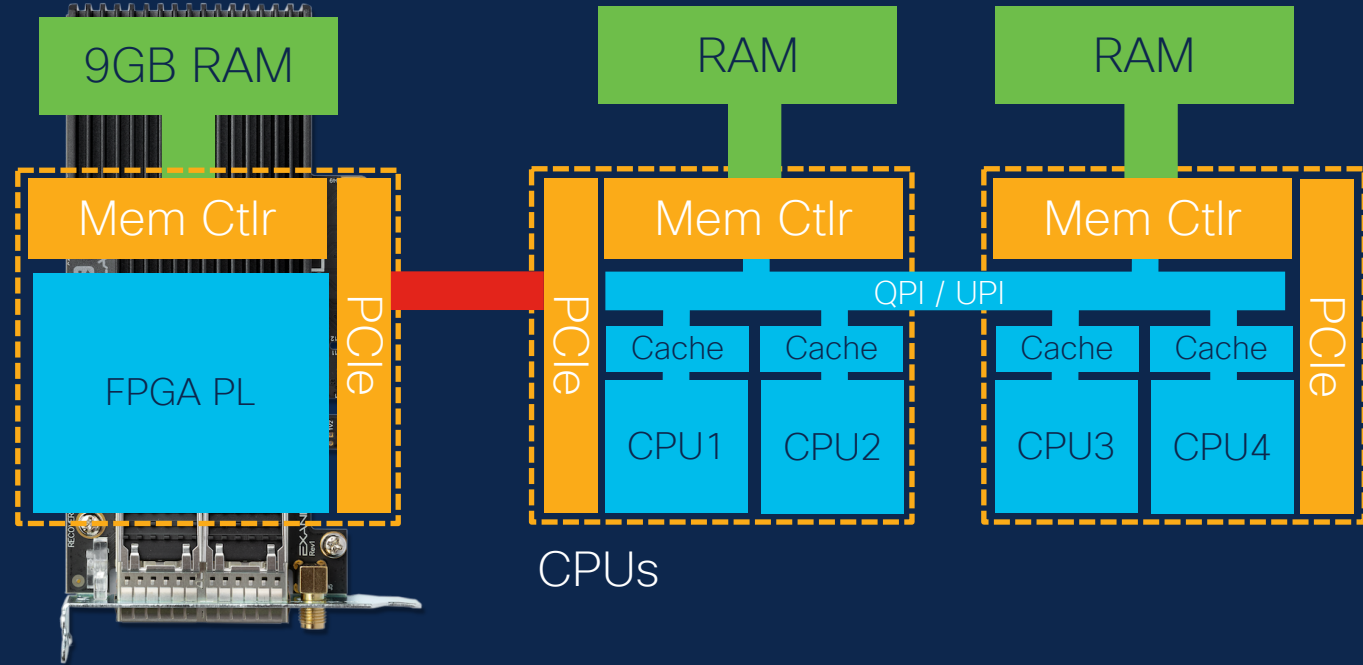 9GB RAM
RAM
RAM
Mem Ctlr
PCIe
FPGA PL
PCIe
Mem Ctlr
QPI / UPI
Cache
Cache
CPU1
CPU2
Mem Ctlr
PCIe
Cache
Cache
CPU3
CPU4
CPUs
Rev1